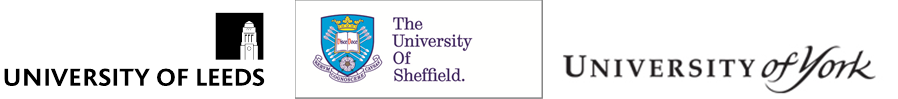 UNIVERSITY OF LEEDS
The
University
Of
Sheffield.
UNIVERSITY of York